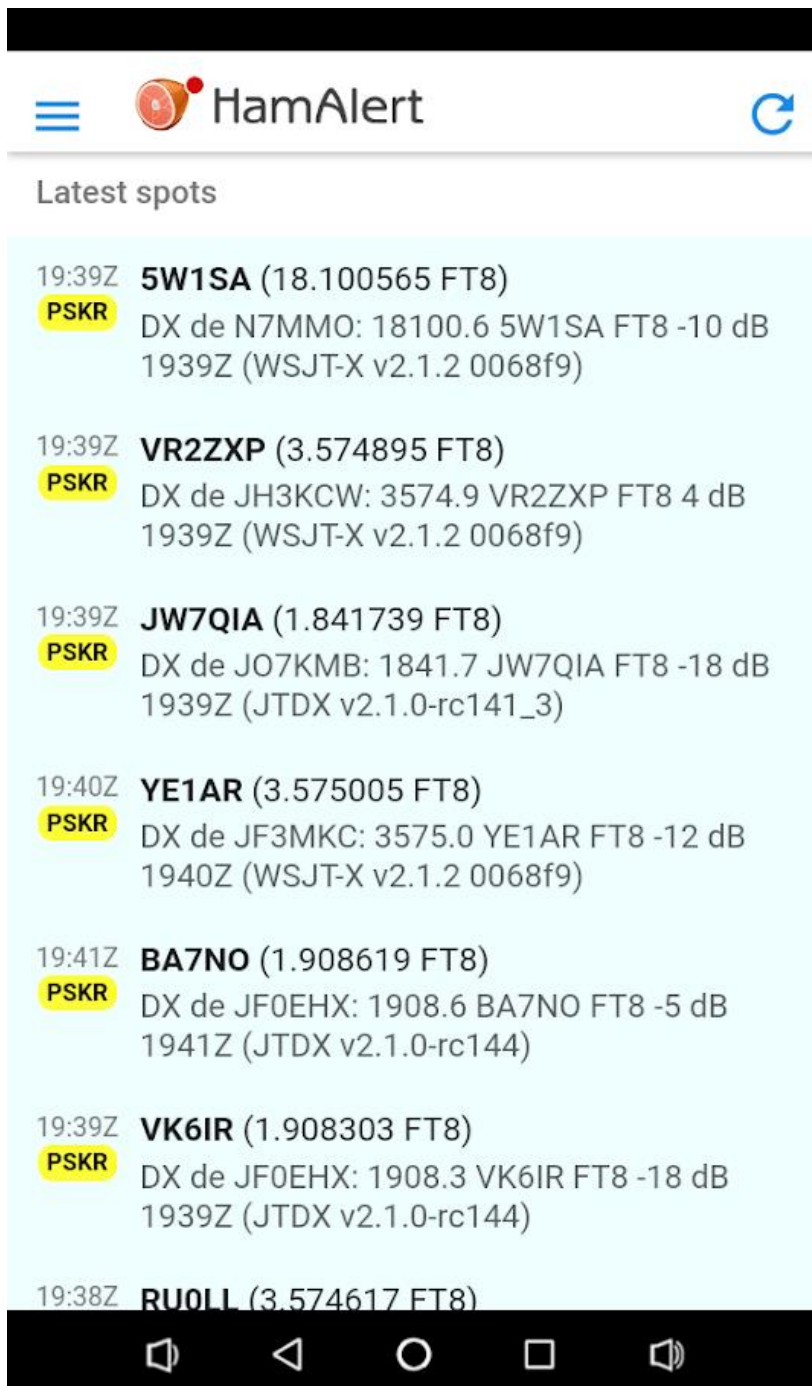 HamAlert
Latest spots
19:39Z 5W1SA (18.100565 FT8)
PSKR
DX de N7MMO: 18100.6 5W1SA FT8 -10 dB
1939Z (WSJT-X v2.1.2 0068f9)
19:39Z VR2ZXP (3.574895 FT8)
PSKR
DX de JH3KCW: 3574.9 VR2ZXP FT8 4 dB
1939Z (WSJT-X v2.1.2 0068f9)
19:39Z JW7QIA (1.841739 FT8)
PSKR
DX de JO7KMB: 1841.7 JW7QIA FT8 -18 dB
1939Z (JTDX v2.1.0-rc141_3)
19:40Z YE1AR (3.575005 FT8)
PSKR
DX de JF3MKC: 3575.0 YE1AR FT8 -12 dB
1940Z (WSJT-X v2.1.2 0068f9)
19:41Z BA7NO (1.908619 FT8)
PSKR
DX de JF0EHX: 1908.6 BA7NO FT8 -5 dB
1941Z (JTDX v2.1.0-rc144)
19:39Z VK6IR (1.908303 FT8)
PSKR
DX de JF0EHX: 1908.3 VK6IR FT8 -18 dB
1939Z (JTDX v2.1.0-rc144)
19:38Z RU0LL (3.574617 FT8)